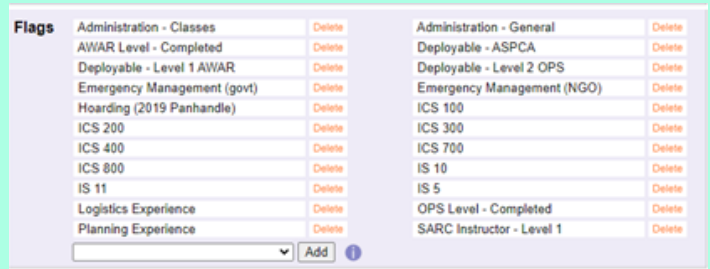 Flags Administration - Classes Delete Administration - General Delete
AWAR Level - Completed Delete Deployable - ASPCA Delete
Deployable - Level 1 AWAR Delete Deployable - Level 2 OPS Delete
Emergency Management (govt) Delete Emergency Management (NGO) Delete
Hoarding (2019 Panhandle) Delete ICS 100 Delete
ICS 200 Delete ICS 300 Delete
ICS 400 Delete ICS 700 Delete
ICS 800 Delete IS 10 Delete
IS 11 Delete IS 5 Delete
Logistics Experience Delete OPS Level - Completed Delete
Planning Experience Delete SARC Instructor - Level 1 Delete
Add i